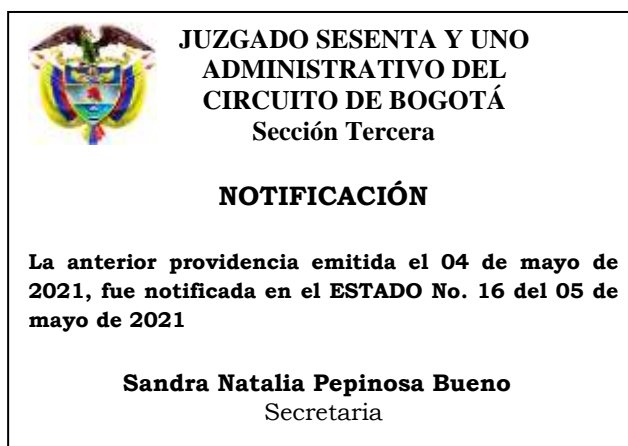 JUZGADO SESENTA Y UNO
ADMINISTRATIVO DEL
CIRCUITO DE BOGOTÁ
Sección Tercera
NOTIFICACIÓN
La anterior providencia emitida el 04 de mayo de
2021, fue notificada en el ESTADO No. 16 del 05 de
mayo de 2021
Sandra Natalia Pepinosa Bueno
Secretaria